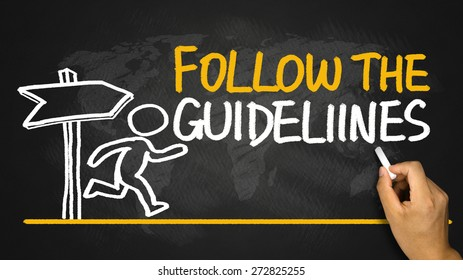 FOLLOW THE
GUIDELIINES
shutterstock.com · 272825255